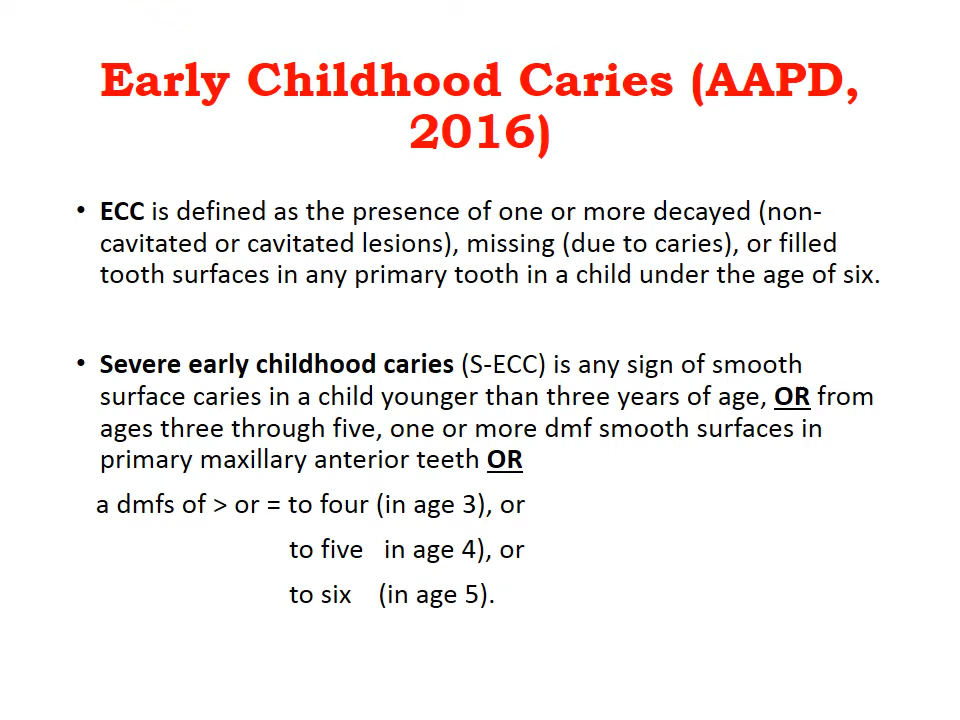 Early Childhood Caries (AAPD,
2016)
• ECC is defined as the presence of one or more decayed (non-
cavitated or cavitated lesions), missing (due to caries), or filled
tooth surfaces in any primary tooth in a child under the age of six.
• Severe early childhood caries (S-ECC) is any sign of smooth
surface caries in a child younger than three years of age, OR from
ages three through five, one or more dmf smooth surfaces in
primary maxillary anterior teeth OR
a dmfs of > or = to four (in age 3), or
to five in age 4), or
to six (in age 5).